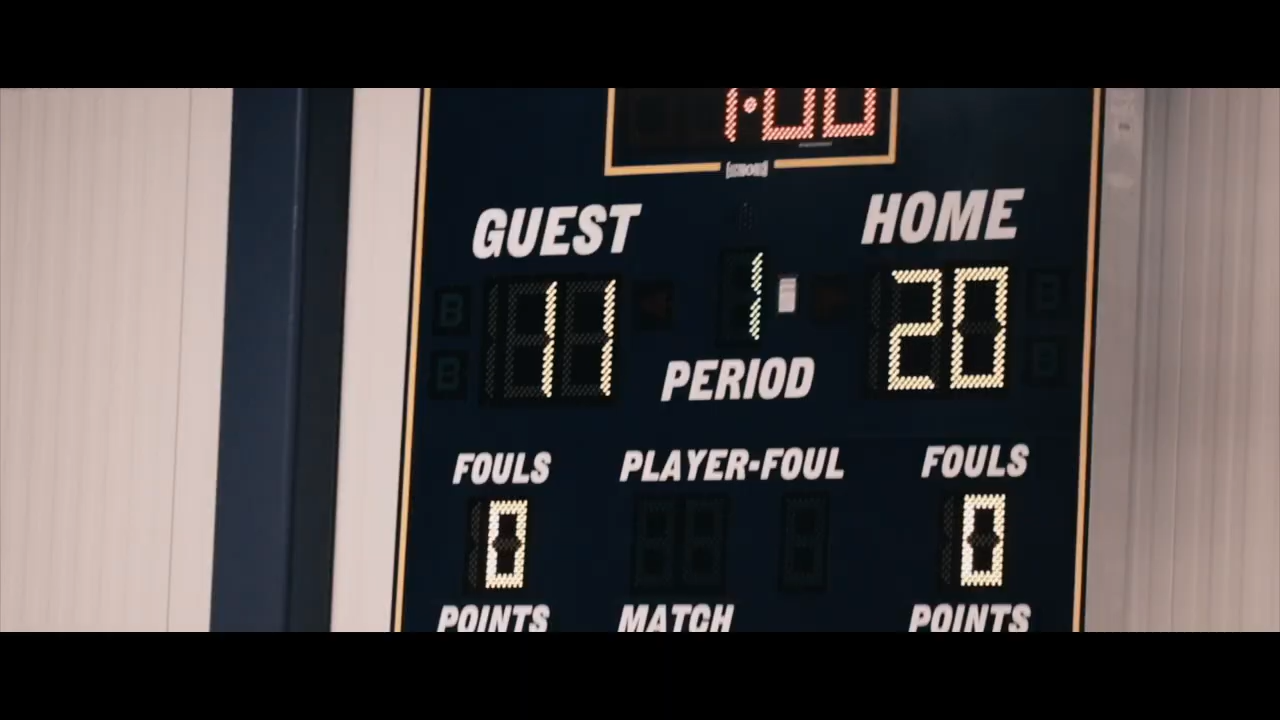 1:00
GUEST
HOME
11
1
20
PERIOD
FOULS
PLAYER-FOUL
FOULS
0
0
POINTS
MATCH
POINTS